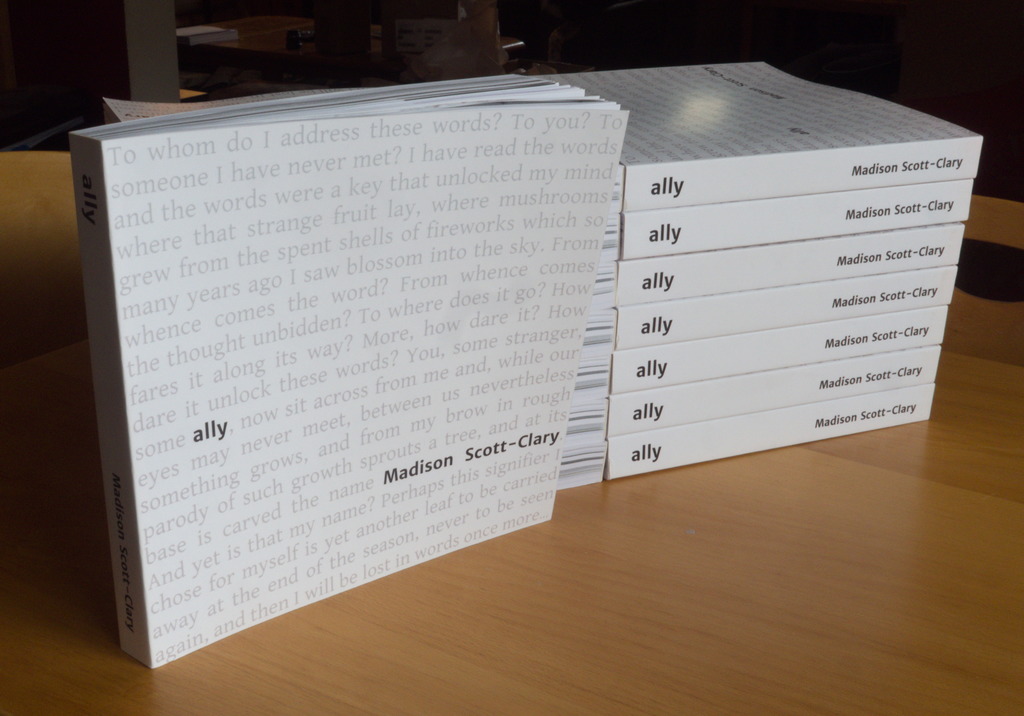 ally
Madison Scott-Clary
To whom do I address these words? To you? To
someone I have never met? I have read the words
and the words were a key that unlocked my mind
where that strange fruit lay, where mushrooms
grew from the spent shells of fireworks which so
many years ago I saw blossom into the sky. From
whence comes the word? From whence comes
the thought unbidden? To where does it go? How
fares it along its way? More, how dare it? How
dare it unlock these words? You, some stranger,
some ally, now sit across from me and, while our
eyes may never meet, between us nevertheless
something grows, and from my brow in rough
parody of such growth sprouts a tree, and at its
base is carved the name Madison Scott-Clary
And yet is that my name? Perhaps this signifier I
chose for myself is yet another leaf to be carried
away at the end of the season, never to be seen
again, and then I will be lost in words once more...
Madison Scott-Clary
ally
ally Madison Scott-Clary
ally Madison Scott-Clary
ally Madison Scott-Clary
ally Madison Scott-Clary
ally Madison Scott-Clary
ally Madison Scott-Clary
ally Madison Scott-Clary